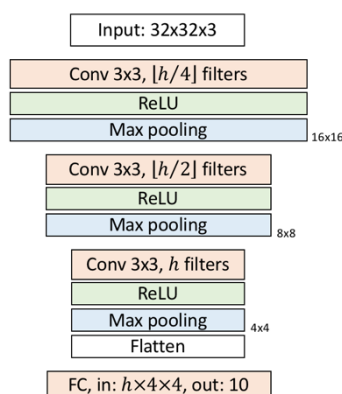 Input: 32x32x3
Conv 3x3, ⌊h/4⌋ filters
ReLU
Max pooling
16x16
Conv 3x3, ⌊h/2⌋ filters
ReLU
Max pooling
8x8
Conv 3x3, h filters
ReLU
Max pooling
4x4
Flatten
FC, in: h×4×4, out: 10